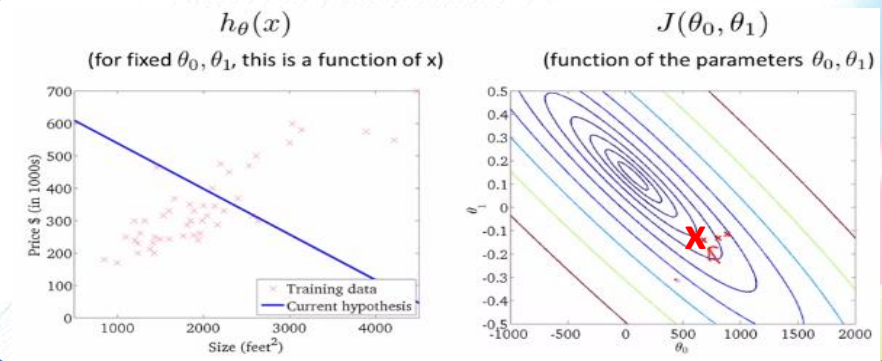 hθ(x)
(for fixed θ0, θ1, this is a function of x)
700
600
500
400
300
200
100
0
Price $ (in 1000s)
1000
2000
3000
4000
Size (feet2)
Training data
Current hypothesis
J(θ0, θ1)
(function of the parameters θ0, θ1)
0.5
0.4
0.3
0.2
0.1
0
-0.1
-0.2
-0.3
-0.4
-0.5
θ1
-1000
-500
0
500
1000
1500
2000
θ0
X